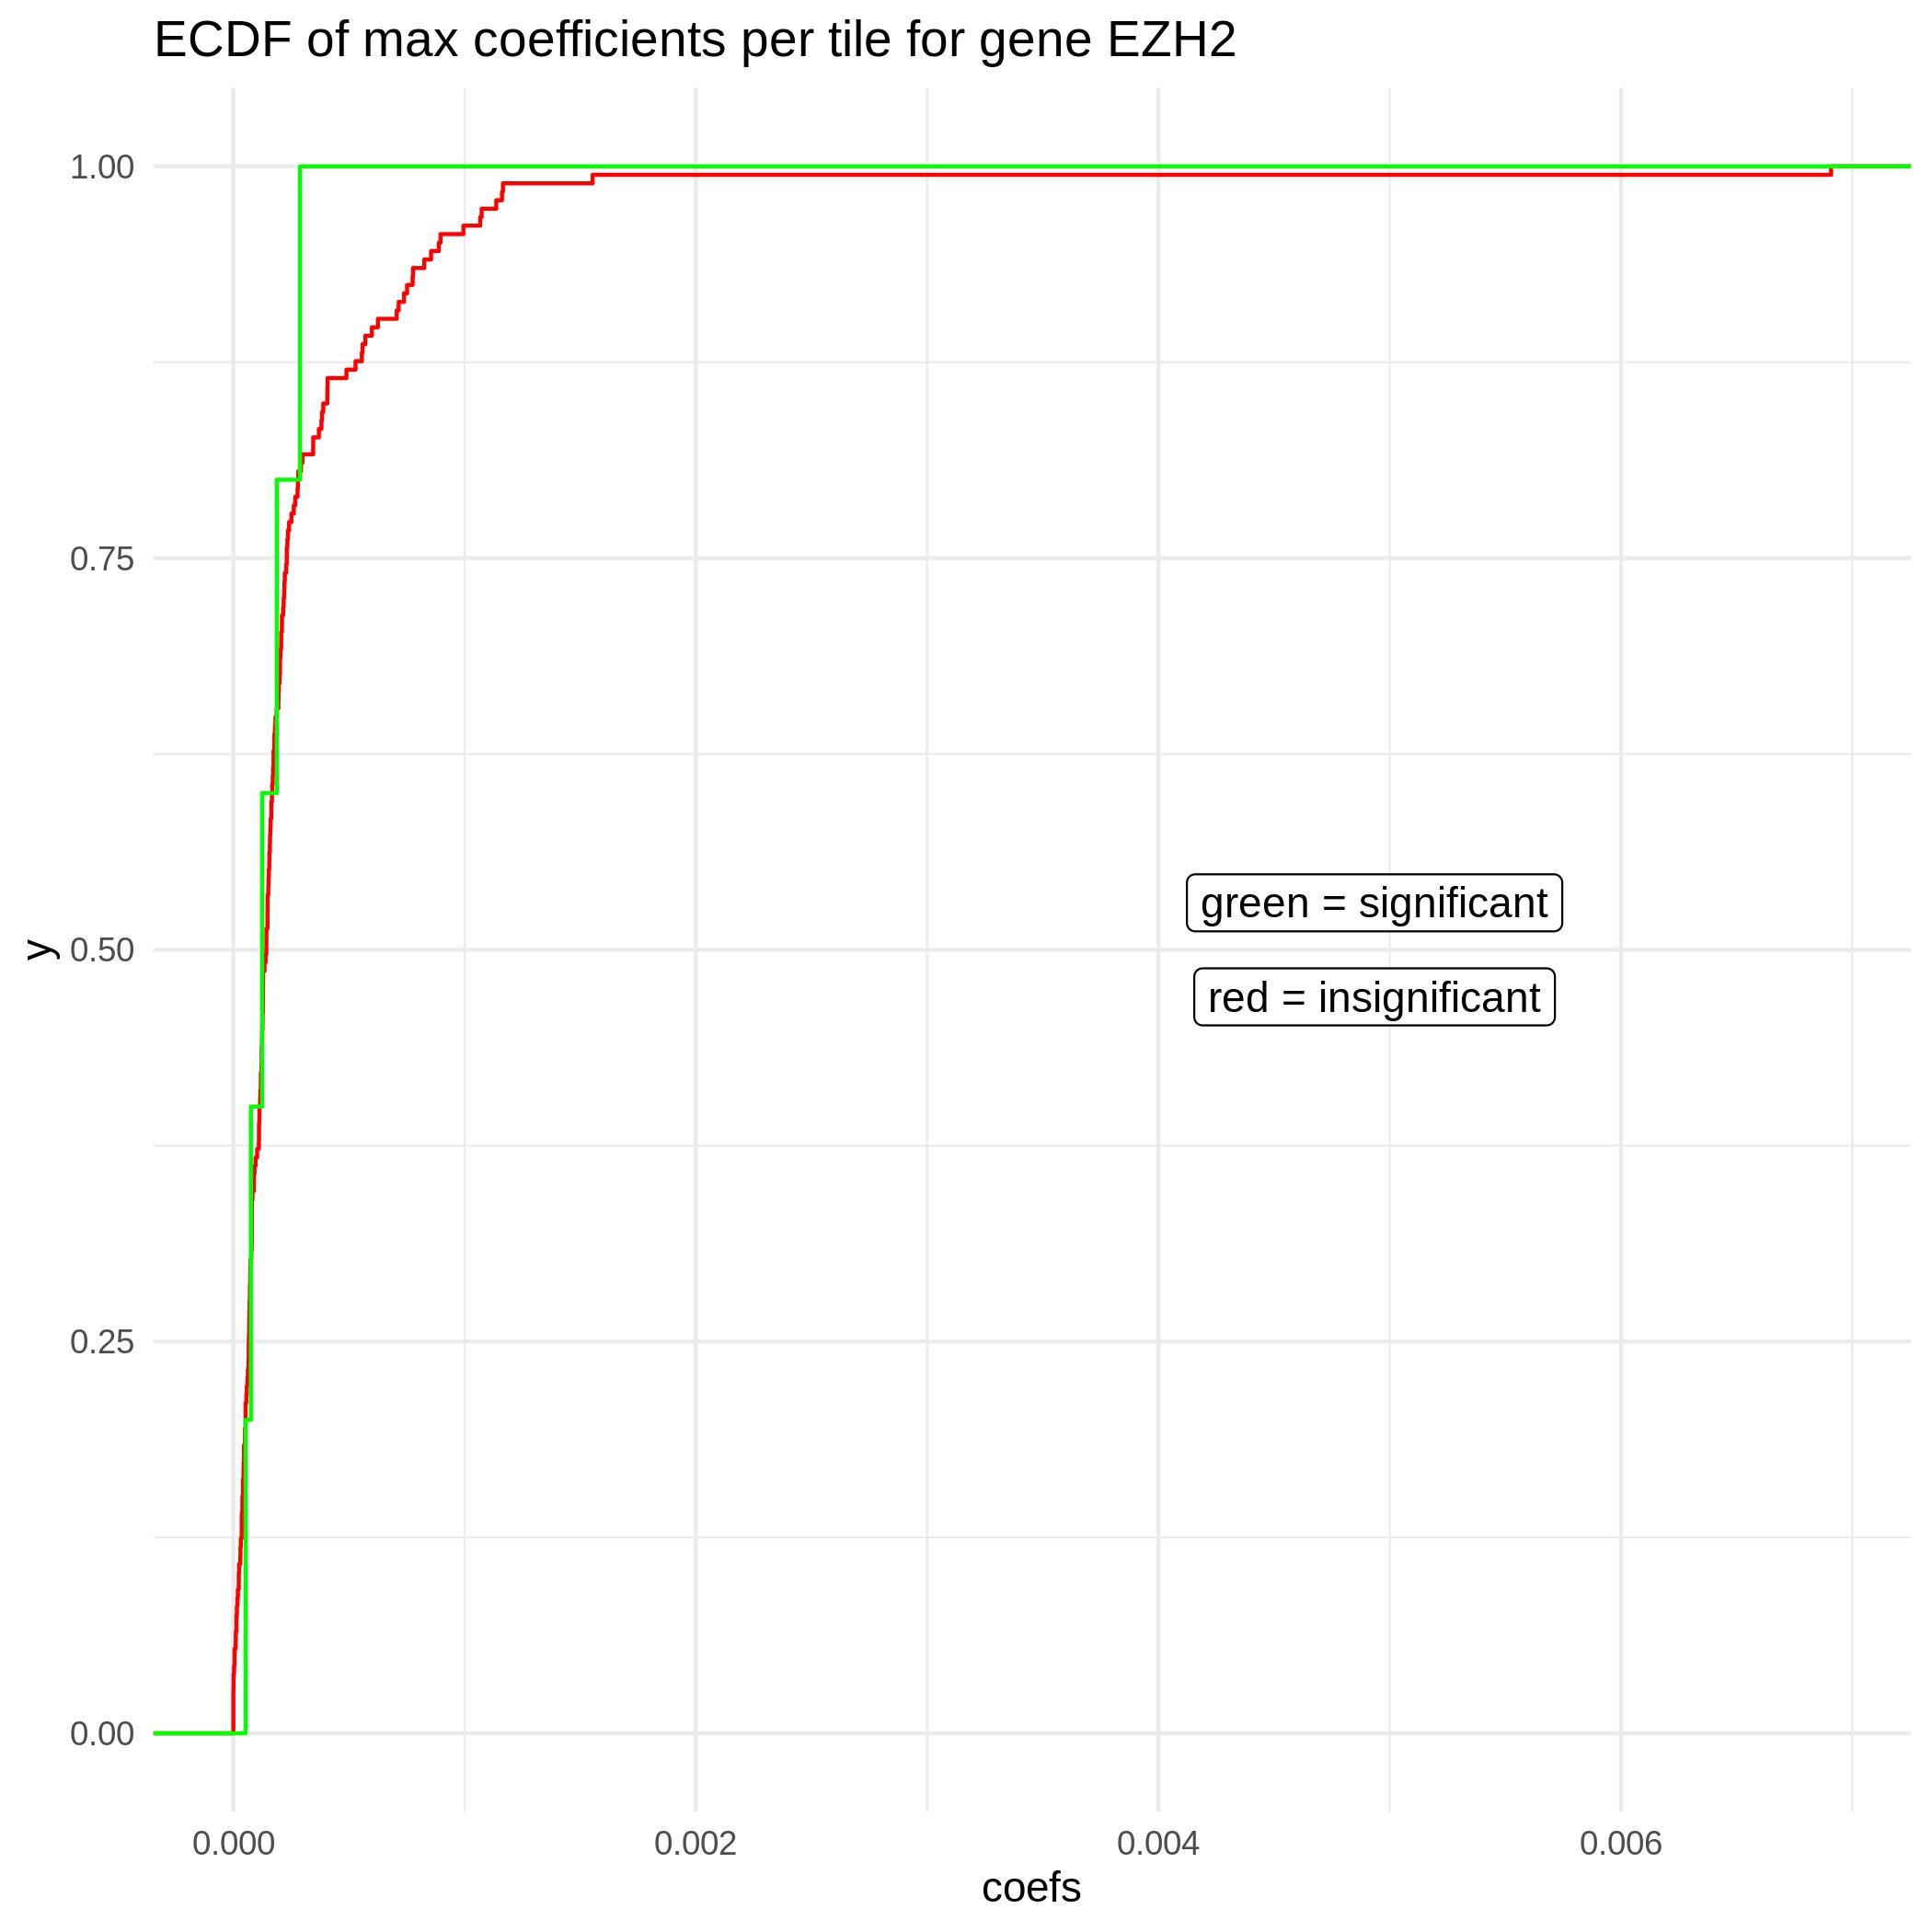 ECDF of max coefficients per tile for gene EZH2
1.00
0.75
0.50
0.25
0.00
y
green = significant
red = insignificant
0.000
0.002
0.004
0.006
coefs